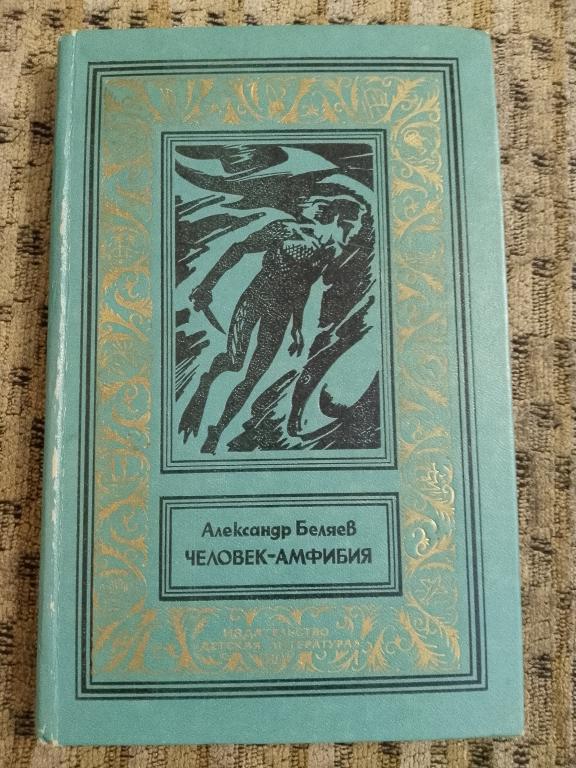 Александр Беляев
ЧЕЛОВЕК-АМФИБИЯ
ИЗДАТЕЛЬСТВО
ДЕТСКАЯ ЛИТЕРАТУРА